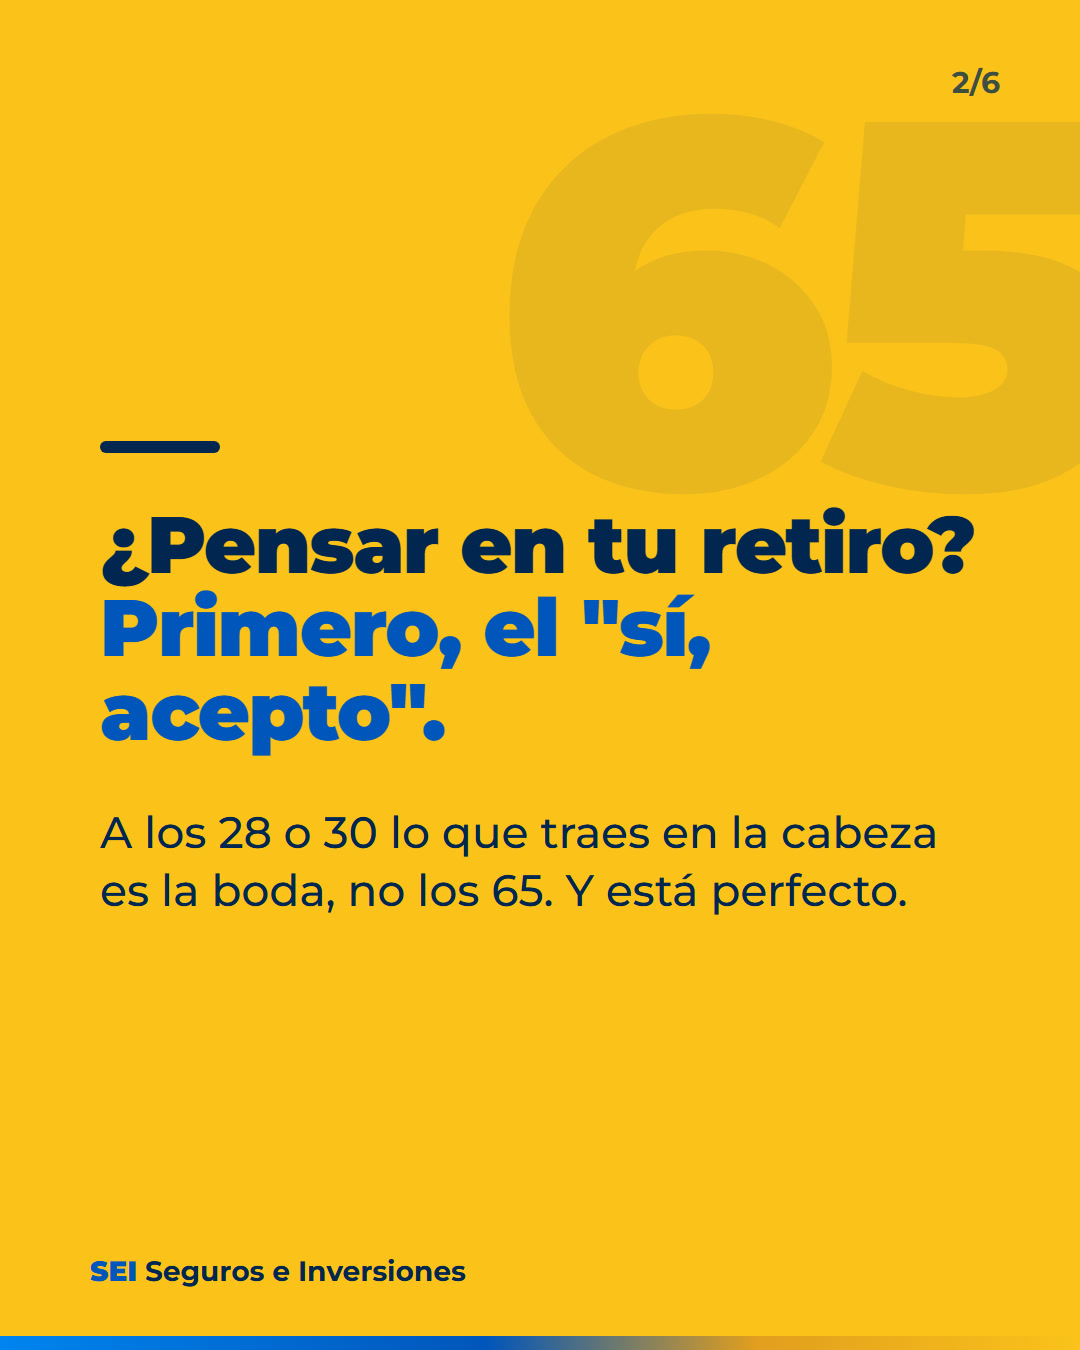 2/6
65
¿Pensar en tu retiro?
Primero, el "sí,
acepto".
A los 28 o 30 lo que traes en la cabeza
es la boda, no los 65. Y está perfecto.
SEI Seguros e Inversiones